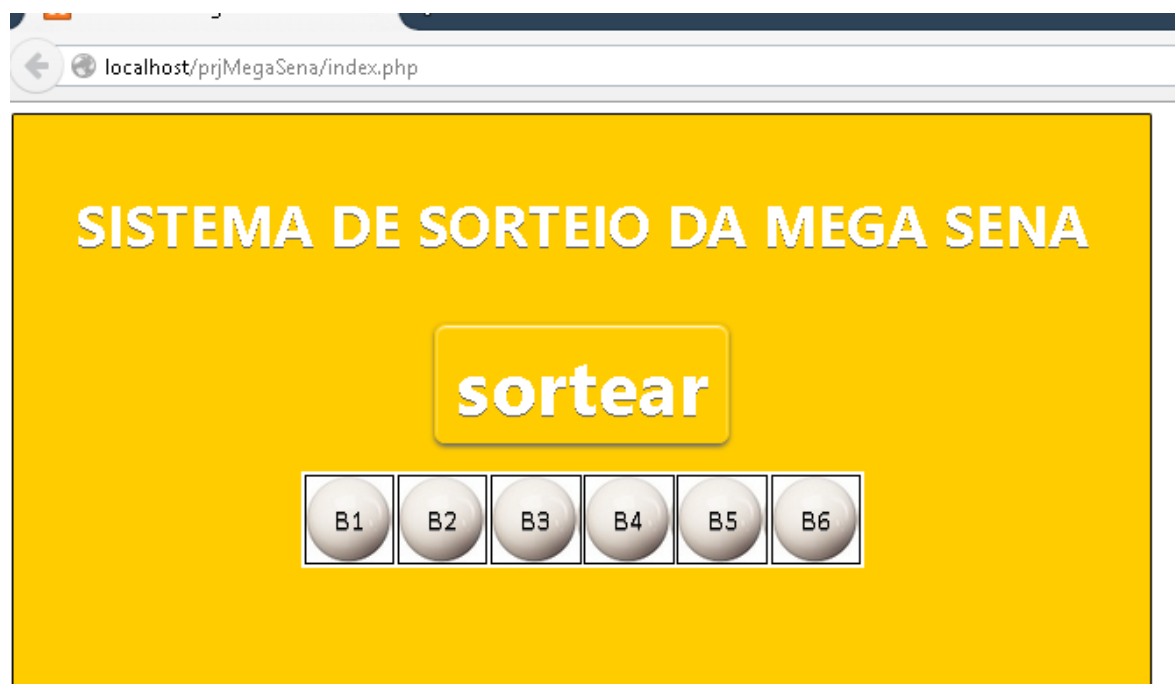 localhost/prjMegaSena/index.php
SISTEMA DE SORTEIO DA MEGA SENA
sortear
B1 B2 B3 B4 B5 B6